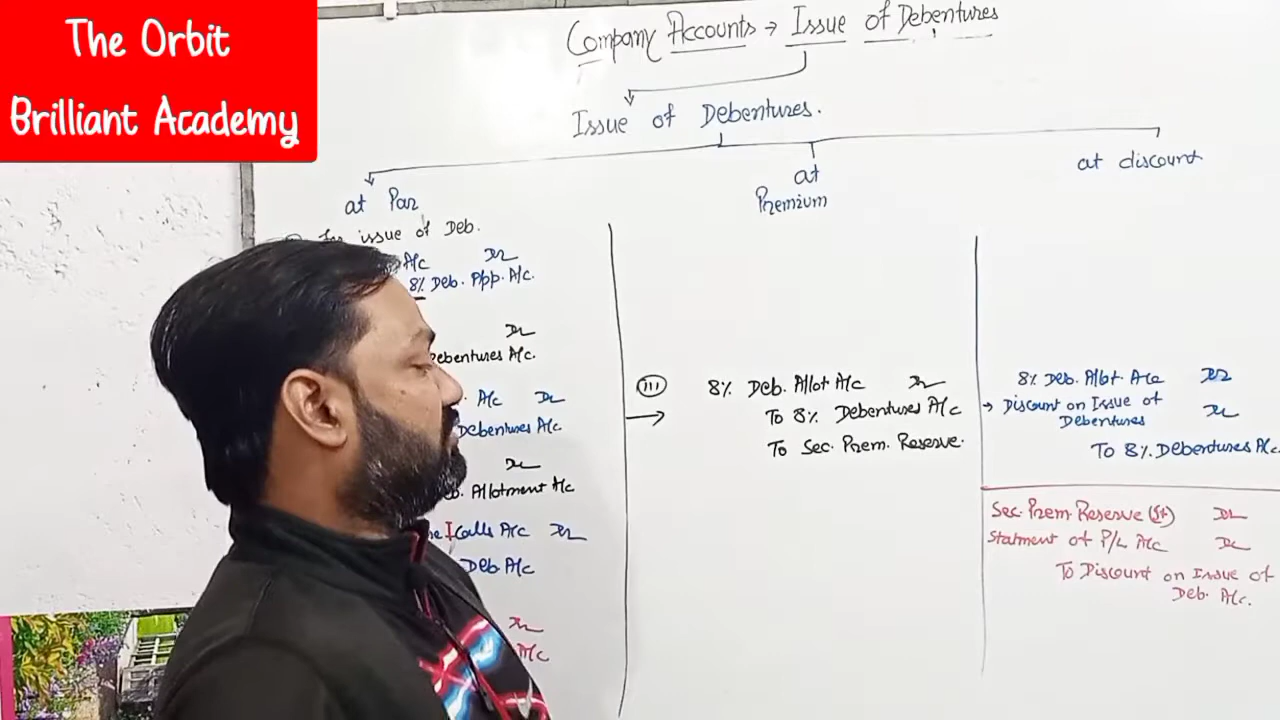 The Orbit
Brilliant Academy
Company Accounts → Issue of Debentures
Issue of Debentures.
at Par
at
Premium
at discount
issue of Deb.
A/c Dr
8% Deb. App. A/c.
Dr
Debentures A/c.
A/c Dr
Debentures A/c
Dr
Allotment A/c
I Calls A/c Dr
Deb A/c
Dr
A/c
(III)
→
8% Deb. Allot A/c Dr
To 8% Debentures A/c
To Sec. Prem. Reserve.
8% Deb. Allot. A/c Dr
→ Discount on Issue of
Debentures Dr
To 8% Debentures A/c.
Sec. Prem. Reserve (Ist) Dr
Statment of P/L A/c Dr
To Discount on Issue of
Deb. A/c.